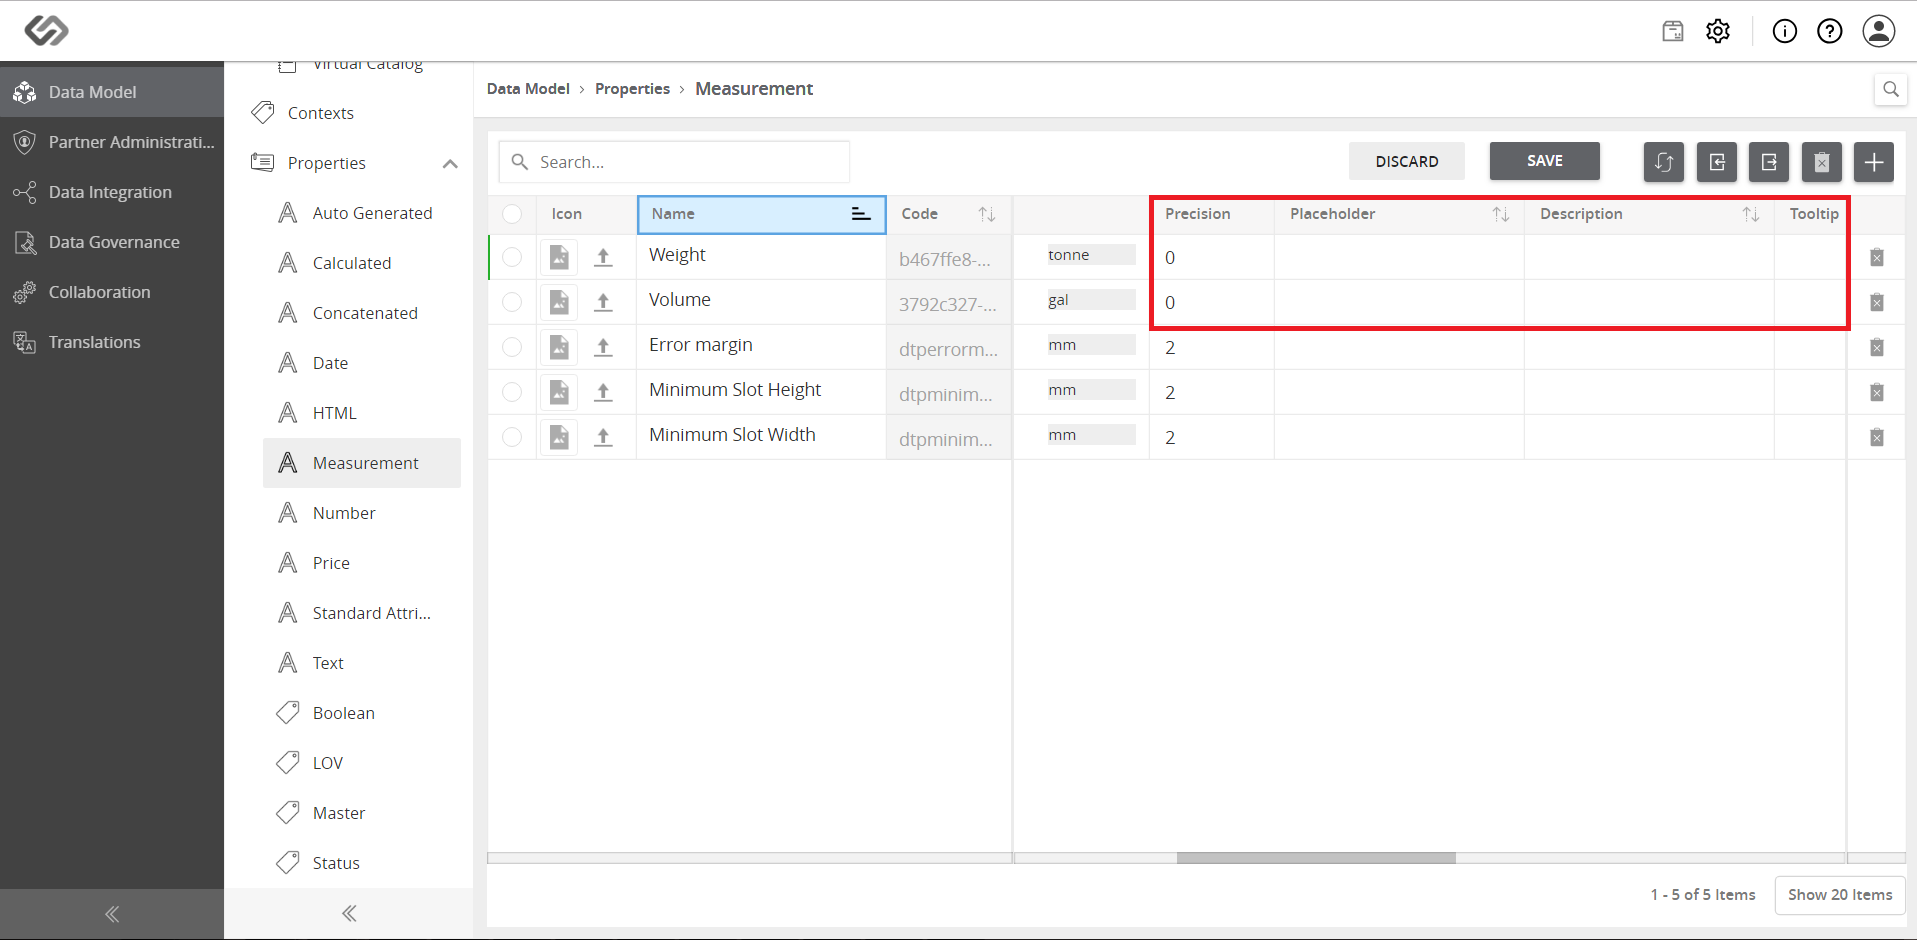 Data Model
Partner Administrati...
Data Integration
Data Governance
Collaboration
Translations
Virtual Catalog
Contexts
Properties
Auto Generated
Calculated
Concatenated
Date
HTML
Measurement
Number
Price
Standard Attri...
Text
Boolean
LOV
Master
Status
Data Model > Properties > Measurement
Search... DISCARD SAVE
Icon Name Code Precision Placeholder Description Tooltip
Weight b467ffe8-... tonne 0
Volume 3792c327-... gal 0
Error margin dtperrorm... mm 2
Minimum Slot Height dtpminim... mm 2
Minimum Slot Width dtpminim... mm 2
1 - 5 of 5 Items Show 20 Items